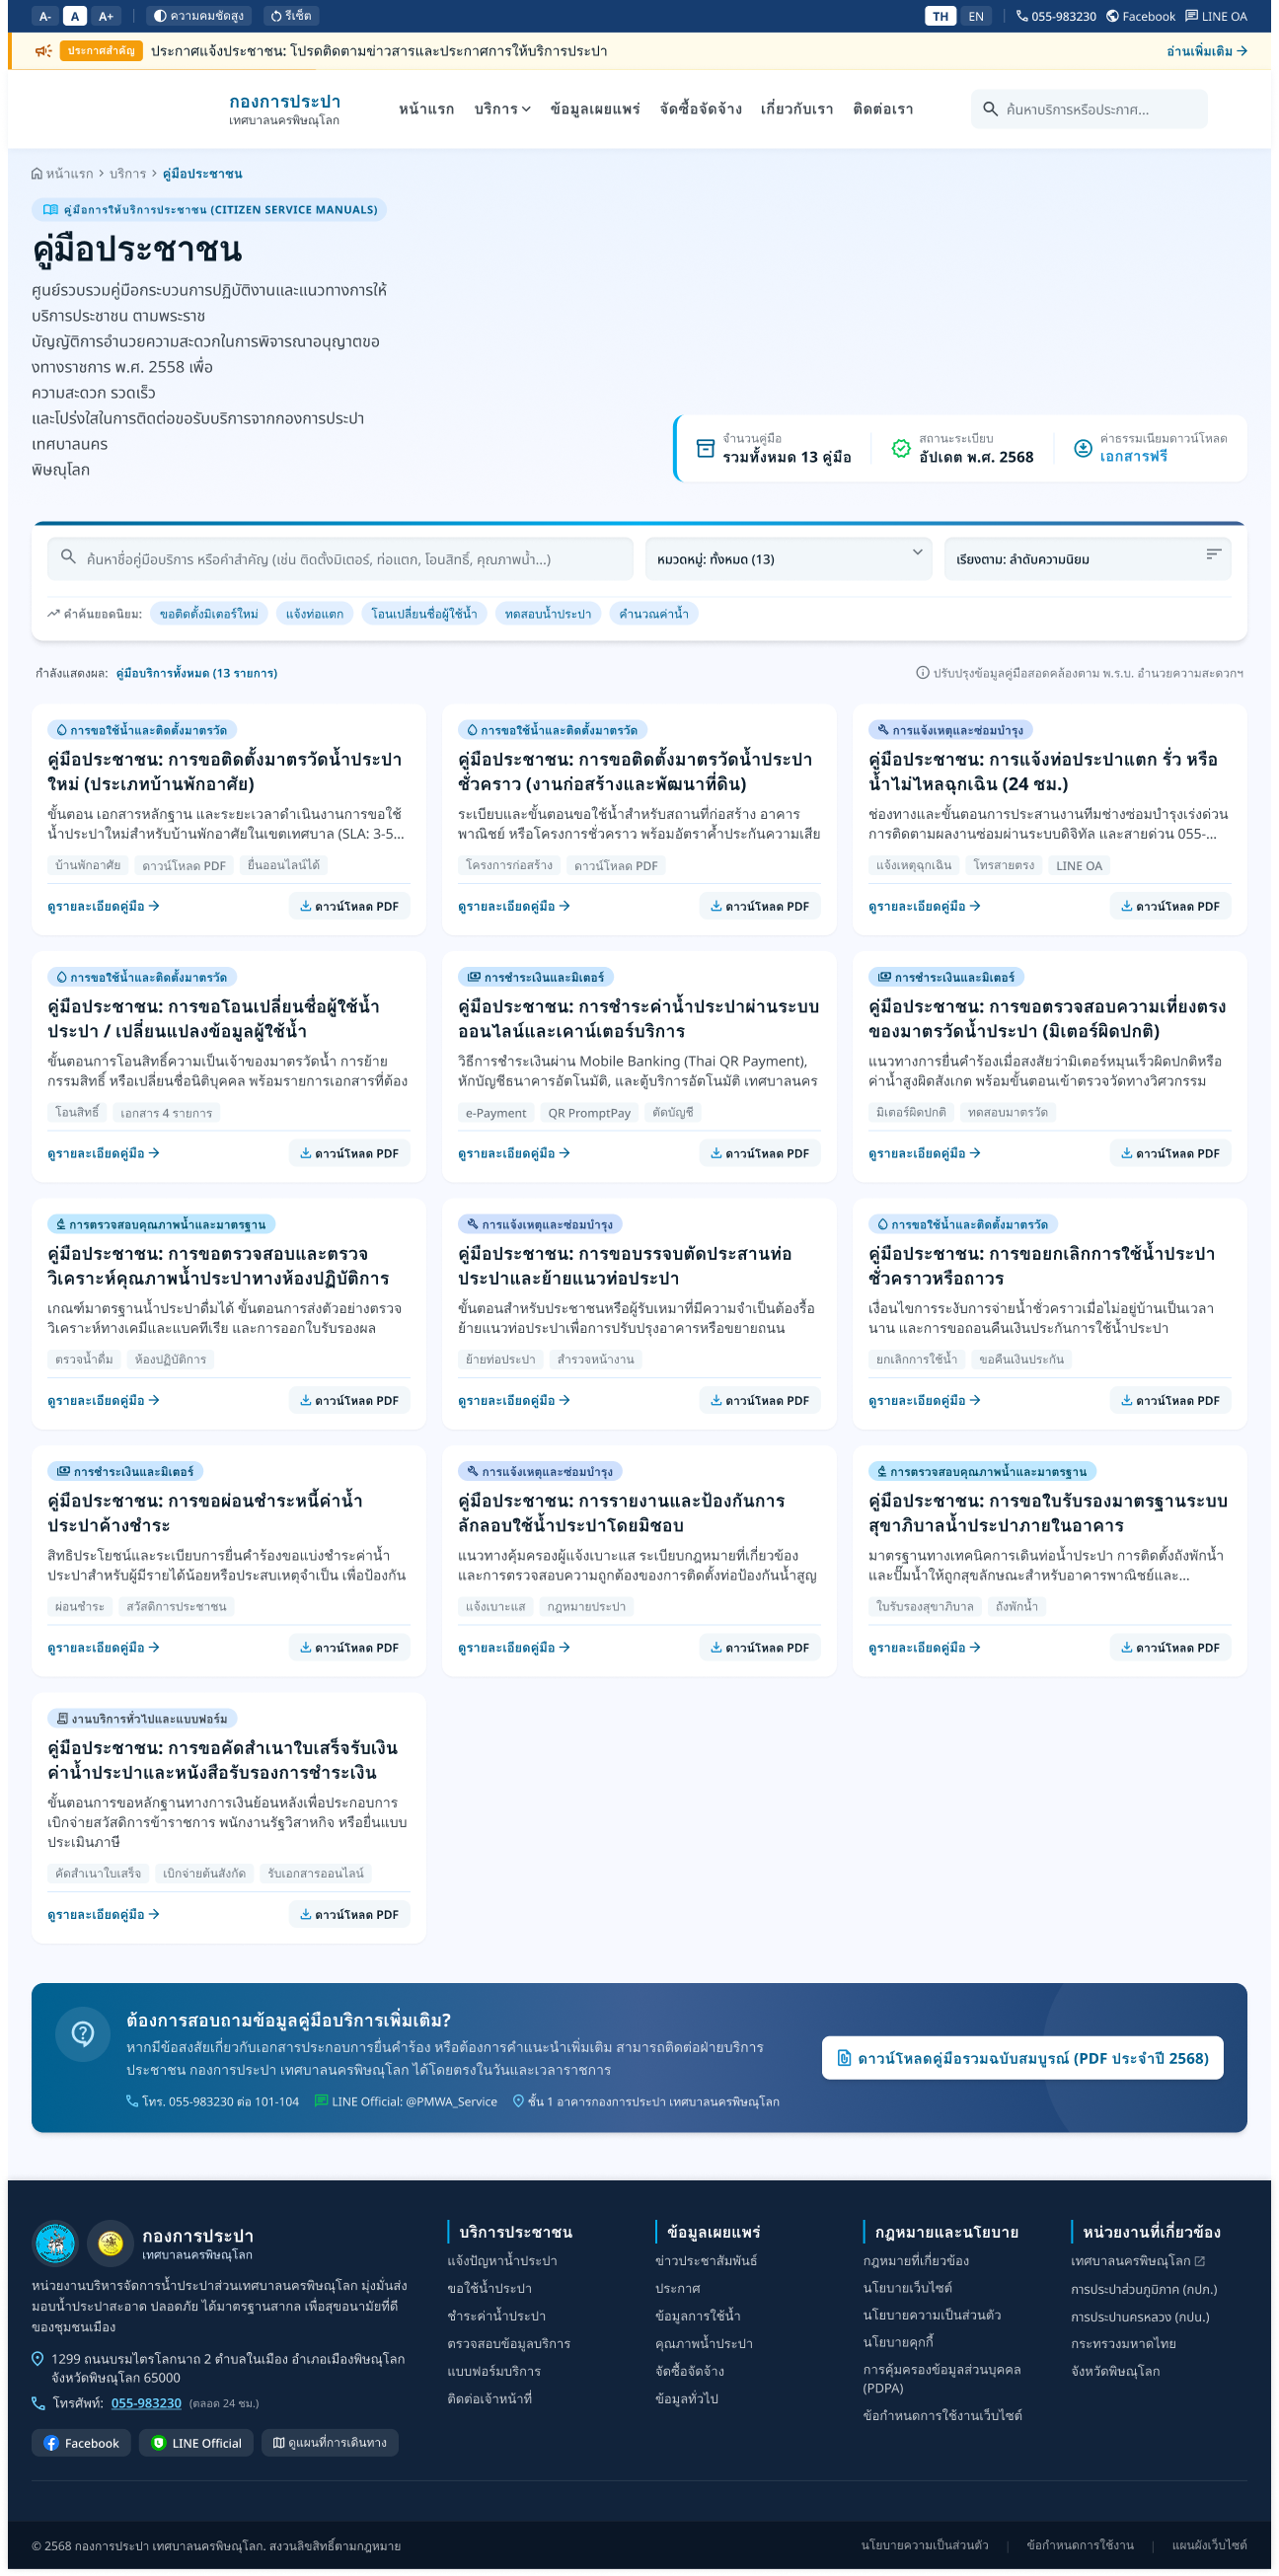 A- A A+ ความคมชัดสูง รีเซ็ต TH EN 055-983230 Facebook LINE OA
ประกาศสำคัญ ประกาศแจ้งประชาชน: โปรดติดตามข่าวสารและประกาศการให้บริการประปา อ่านเพิ่มเติม
กองการประปา
เทศบาลนครพิษณุโลก
หน้าแรก บริการ ข้อมูลเผยแพร่ จัดซื้อจัดจ้าง เกี่ยวกับเรา ติดต่อเรา ค้นหาบริการหรือประกาศ...
หน้าแรก บริการ คู่มือประชาชน
คู่มือการให้บริการประชาชน (CITIZEN SERVICE MANUALS)
คู่มือประชาชน
ศูนย์รวบรวมคู่มือกระบวนการปฏิบัติงานและแนวทางการให้
บริการประชาชน ตามพระราช
บัญญัติการอำนวยความสะดวกในการพิจารณาอนุญาตขอ
งทางราชการ พ.ศ. 2558 เพื่อ
ความสะดวก รวดเร็ว
และโปร่งใสในการติดต่อขอรับบริการจากกองการประปา
เทศบาลนคร
พิษณุโลก
จำนวนคู่มือ
รวมทั้งหมด 13 คู่มือ
สถานะระเบียบ
อัปเดต พ.ศ. 2568
ค่าธรรมเนียมดาวน์โหลด
เอกสารฟรี
ค้นหาชื่อคู่มือบริการ หรือคำสำคัญ (เช่น ติดตั้งมิเตอร์, ท่อแตก, โอนสิทธิ์, คุณภาพน้ำ...)
หมวดหมู่: ทั้งหมด (13)
เรียงตาม: ลำดับความนิยม
คำค้นยอดนิยม: ขอติดตั้งมิเตอร์ใหม่ แจ้งท่อแตก โอนเปลี่ยนชื่อผู้ใช้น้ำ ทดสอบน้ำประปา คำนวณค่าน้ำ
กำลังแสดงผล: คู่มือบริการทั้งหมด (13 รายการ)
ปรับปรุงข้อมูลคู่มือสอดคล้องตาม พ.ร.บ. อำนวยความสะดวกฯ
การขอใช้น้ำและติดตั้งมาตรวัด
คู่มือประชาชน: การขอติดตั้งมาตรวัดน้ำประปา
ใหม่ (ประเภทบ้านพักอาศัย)
ขั้นตอน เอกสารหลักฐาน และระยะเวลาดำเนินงานการขอใช้
น้ำประปาใหม่สำหรับบ้านพักอาศัยในเขตเทศบาล (SLA: 3-5...
บ้านพักอาศัย ดาวน์โหลด PDF ยื่นออนไลน์ได้
ดูรายละเอียดคู่มือ ดาวน์โหลด PDF
การขอใช้น้ำและติดตั้งมาตรวัด
คู่มือประชาชน: การขอติดตั้งมาตรวัดน้ำประปา
ชั่วคราว (งานก่อสร้างและพัฒนาที่ดิน)
ระเบียบและขั้นตอนขอใช้น้ำสำหรับสถานที่ก่อสร้าง อาคาร
พาณิชย์ หรือโครงการชั่วคราว พร้อมอัตราค้ำประกันความเสีย
โครงการก่อสร้าง ดาวน์โหลด PDF
ดูรายละเอียดคู่มือ ดาวน์โหลด PDF
การแจ้งเหตุและซ่อมบำรุง
คู่มือประชาชน: การแจ้งท่อประปาแตก รั่ว หรือ
น้ำไม่ไหลฉุกเฉิน (24 ชม.)
ช่องทางและขั้นตอนการประสานงานทีมช่างซ่อมบำรุงเร่งด่วน
การติดตามผลงานซ่อมผ่านระบบดิจิทัล และสายด่วน 055-...
แจ้งเหตุฉุกเฉิน โทรสายตรง LINE OA
ดูรายละเอียดคู่มือ ดาวน์โหลด PDF
การขอใช้น้ำและติดตั้งมาตรวัด
คู่มือประชาชน: การขอโอนเปลี่ยนชื่อผู้ใช้น้ำ
ประปา / เปลี่ยนแปลงข้อมูลผู้ใช้น้ำ
ขั้นตอนการโอนสิทธิ์ความเป็นเจ้าของมาตรวัดน้ำ การย้าย
กรรมสิทธิ์ หรือเปลี่ยนชื่อนิติบุคคล พร้อมรายการเอกสารที่ต้อง
โอนสิทธิ์ เอกสาร 4 รายการ
ดูรายละเอียดคู่มือ ดาวน์โหลด PDF
การชำระเงินและมิเตอร์
คู่มือประชาชน: การชำระค่าน้ำประปาผ่านระบบ
ออนไลน์และเคาน์เตอร์บริการ
วิธีการชำระเงินผ่าน Mobile Banking (Thai QR Payment),
หักบัญชีธนาคารอัตโนมัติ, และตู้บริการอัตโนมัติ เทศบาลนคร
e-Payment QR PromptPay ตัดบัญชี
ดูรายละเอียดคู่มือ ดาวน์โหลด PDF
การชำระเงินและมิเตอร์
คู่มือประชาชน: การขอตรวจสอบความเที่ยงตรง
ของมาตรวัดน้ำประปา (มิเตอร์ผิดปกติ)
แนวทางการยื่นคำร้องเมื่อสงสัยว่ามิเตอร์หมุนเร็วผิดปกติหรือ
ค่าน้ำสูงผิดสังเกต พร้อมขั้นตอนเข้าตรวจวัดทางวิศวกรรม
มิเตอร์ผิดปกติ ทดสอบมาตรวัด
ดูรายละเอียดคู่มือ ดาวน์โหลด PDF
การตรวจสอบคุณภาพน้ำและมาตรฐาน
คู่มือประชาชน: การขอตรวจสอบและตรวจ
วิเคราะห์คุณภาพน้ำประปาทางห้องปฏิบัติการ
เกณฑ์มาตรฐานน้ำประปาดื่มได้ ขั้นตอนการส่งตัวอย่างตรวจ
วิเคราะห์ทางเคมีและแบคทีเรีย และการออกใบรับรองผล
ตรวจน้ำดื่ม ห้องปฏิบัติการ
ดูรายละเอียดคู่มือ ดาวน์โหลด PDF
การแจ้งเหตุและซ่อมบำรุง
คู่มือประชาชน: การขอบรรจบตัดประสานท่อ
ประปาและย้ายแนวท่อประปา
ขั้นตอนสำหรับประชาชนหรือผู้รับเหมาที่มีความจำเป็นต้องรื้อ
ย้ายแนวท่อประปาเพื่อการปรับปรุงอาคารหรือขยายถนน
ย้ายท่อประปา สำรวจหน้างาน
ดูรายละเอียดคู่มือ ดาวน์โหลด PDF
การขอใช้น้ำและติดตั้งมาตรวัด
คู่มือประชาชน: การขอยกเลิกการใช้น้ำประปา
ชั่วคราวหรือถาวร
เงื่อนไขการระงับการจ่ายน้ำชั่วคราวเมื่อไม่อยู่บ้านเป็นเวลา
นาน และการขอถอนคืนเงินประกันการใช้น้ำประปา
ยกเลิกการใช้น้ำ ขอคืนเงินประกัน
ดูรายละเอียดคู่มือ ดาวน์โหลด PDF
การชำระเงินและมิเตอร์
คู่มือประชาชน: การขอผ่อนชำระหนี้ค่าน้ำ
ประปาค้างชำระ
สิทธิประโยชน์และระเบียบการยื่นคำร้องขอแบ่งชำระค่าน้ำ
ประปาสำหรับผู้มีรายได้น้อยหรือประสบเหตุจำเป็น เพื่อป้องกัน
ผ่อนชำระ สวัสดิการประชาชน
ดูรายละเอียดคู่มือ ดาวน์โหลด PDF
การแจ้งเหตุและซ่อมบำรุง
คู่มือประชาชน: การรายงานและป้องกันการ
ลักลอบใช้น้ำประปาโดยมิชอบ
แนวทางคุ้มครองผู้แจ้งเบาะแส ระเบียบกฎหมายที่เกี่ยวข้อง
และการตรวจสอบความถูกต้องของการติดตั้งท่อป้องกันน้ำสูญ
แจ้งเบาะแส กฎหมายประปา
ดูรายละเอียดคู่มือ ดาวน์โหลด PDF
การตรวจสอบคุณภาพน้ำและมาตรฐาน
คู่มือประชาชน: การขอใบรับรองมาตรฐานระบบ
สุขาภิบาลน้ำประปาภายในอาคาร
มาตรฐานทางเทคนิคการเดินท่อน้ำประปา การติดตั้งถังพักน้ำ
และปั๊มน้ำให้ถูกสุขลักษณะสำหรับอาคารพาณิชย์และ...
ใบรับรองสุขาภิบาล ถังพักน้ำ
ดูรายละเอียดคู่มือ ดาวน์โหลด PDF
งานบริการทั่วไปและแบบฟอร์ม
คู่มือประชาชน: การขอคัดสำเนาใบเสร็จรับเงิน
ค่าน้ำประปาและหนังสือรับรองการชำระเงิน
ขั้นตอนการขอหลักฐานทางการเงินย้อนหลังเพื่อประกอบการ
เบิกจ่ายสวัสดิการข้าราชการ พนักงานรัฐวิสาหกิจ หรือยื่นแบบ
ประเมินภาษี
คัดสำเนาใบเสร็จ เบิกจ่ายต้นสังกัด รับเอกสารออนไลน์
ดูรายละเอียดคู่มือ ดาวน์โหลด PDF
ต้องการสอบถามข้อมูลคู่มือบริการเพิ่มเติม?
หากมีข้อสงสัยเกี่ยวกับเอกสารประกอบการยื่นคำร้อง หรือต้องการคำแนะนำเพิ่มเติม สามารถติดต่อฝ่ายบริการ
ประชาชน กองการประปา เทศบาลนครพิษณุโลก ได้โดยตรงในวันและเวลาราชการ
โทร. 055-983230 ต่อ 101-104 LINE Official: @PMWA_Service ชั้น 1 อาคารกองการประปา เทศบาลนครพิษณุโลก
ดาวน์โหลดคู่มือรวมฉบับสมบูรณ์ (PDF ประจำปี 2568)
กองการประปา
เทศบาลนครพิษณุโลก
หน่วยงานบริหารจัดการน้ำประปาส่วนเทศบาลนครพิษณุโลก มุ่งมั่นส่ง
มอบน้ำประปาสะอาด ปลอดภัย ได้มาตรฐานสากล เพื่อสุขอนามัยที่ดี
ของชุมชนเมือง
1299 ถนนบรมไตรโลกนาถ 2 ตำบลในเมือง อำเภอเมืองพิษณุโลก
จังหวัดพิษณุโลก 65000
โทรศัพท์: 055-983230 (ตลอด 24 ชม.)
Facebook LINE Official ดูแผนที่การเดินทาง
บริการประชาชน
แจ้งปัญหาน้ำประปา
ขอใช้น้ำประปา
ชำระค่าน้ำประปา
ตรวจสอบข้อมูลบริการ
แบบฟอร์มบริการ
ติดต่อเจ้าหน้าที่
ข้อมูลเผยแพร่
ข่าวประชาสัมพันธ์
ประกาศ
ข้อมูลการใช้น้ำ
คุณภาพน้ำประปา
จัดซื้อจัดจ้าง
ข้อมูลทั่วไป
กฎหมายและนโยบาย
กฎหมายที่เกี่ยวข้อง
นโยบายเว็บไซต์
นโยบายความเป็นส่วนตัว
นโยบายคุกกี้
การคุ้มครองข้อมูลส่วนบุคคล
(PDPA)
ข้อกำหนดการใช้งานเว็บไซต์
หน่วยงานที่เกี่ยวข้อง
เทศบาลนครพิษณุโลก
การประปาส่วนภูมิภาค (กปภ.)
การประปานครหลวง (กปน.)
กระทรวงมหาดไทย
จังหวัดพิษณุโลก
© 2568 กองการประปา เทศบาลนครพิษณุโลก. สงวนลิขสิทธิ์ตามกฎหมาย
นโยบายความเป็นส่วนตัว | ข้อกำหนดการใช้งาน | แผนผังเว็บไซต์